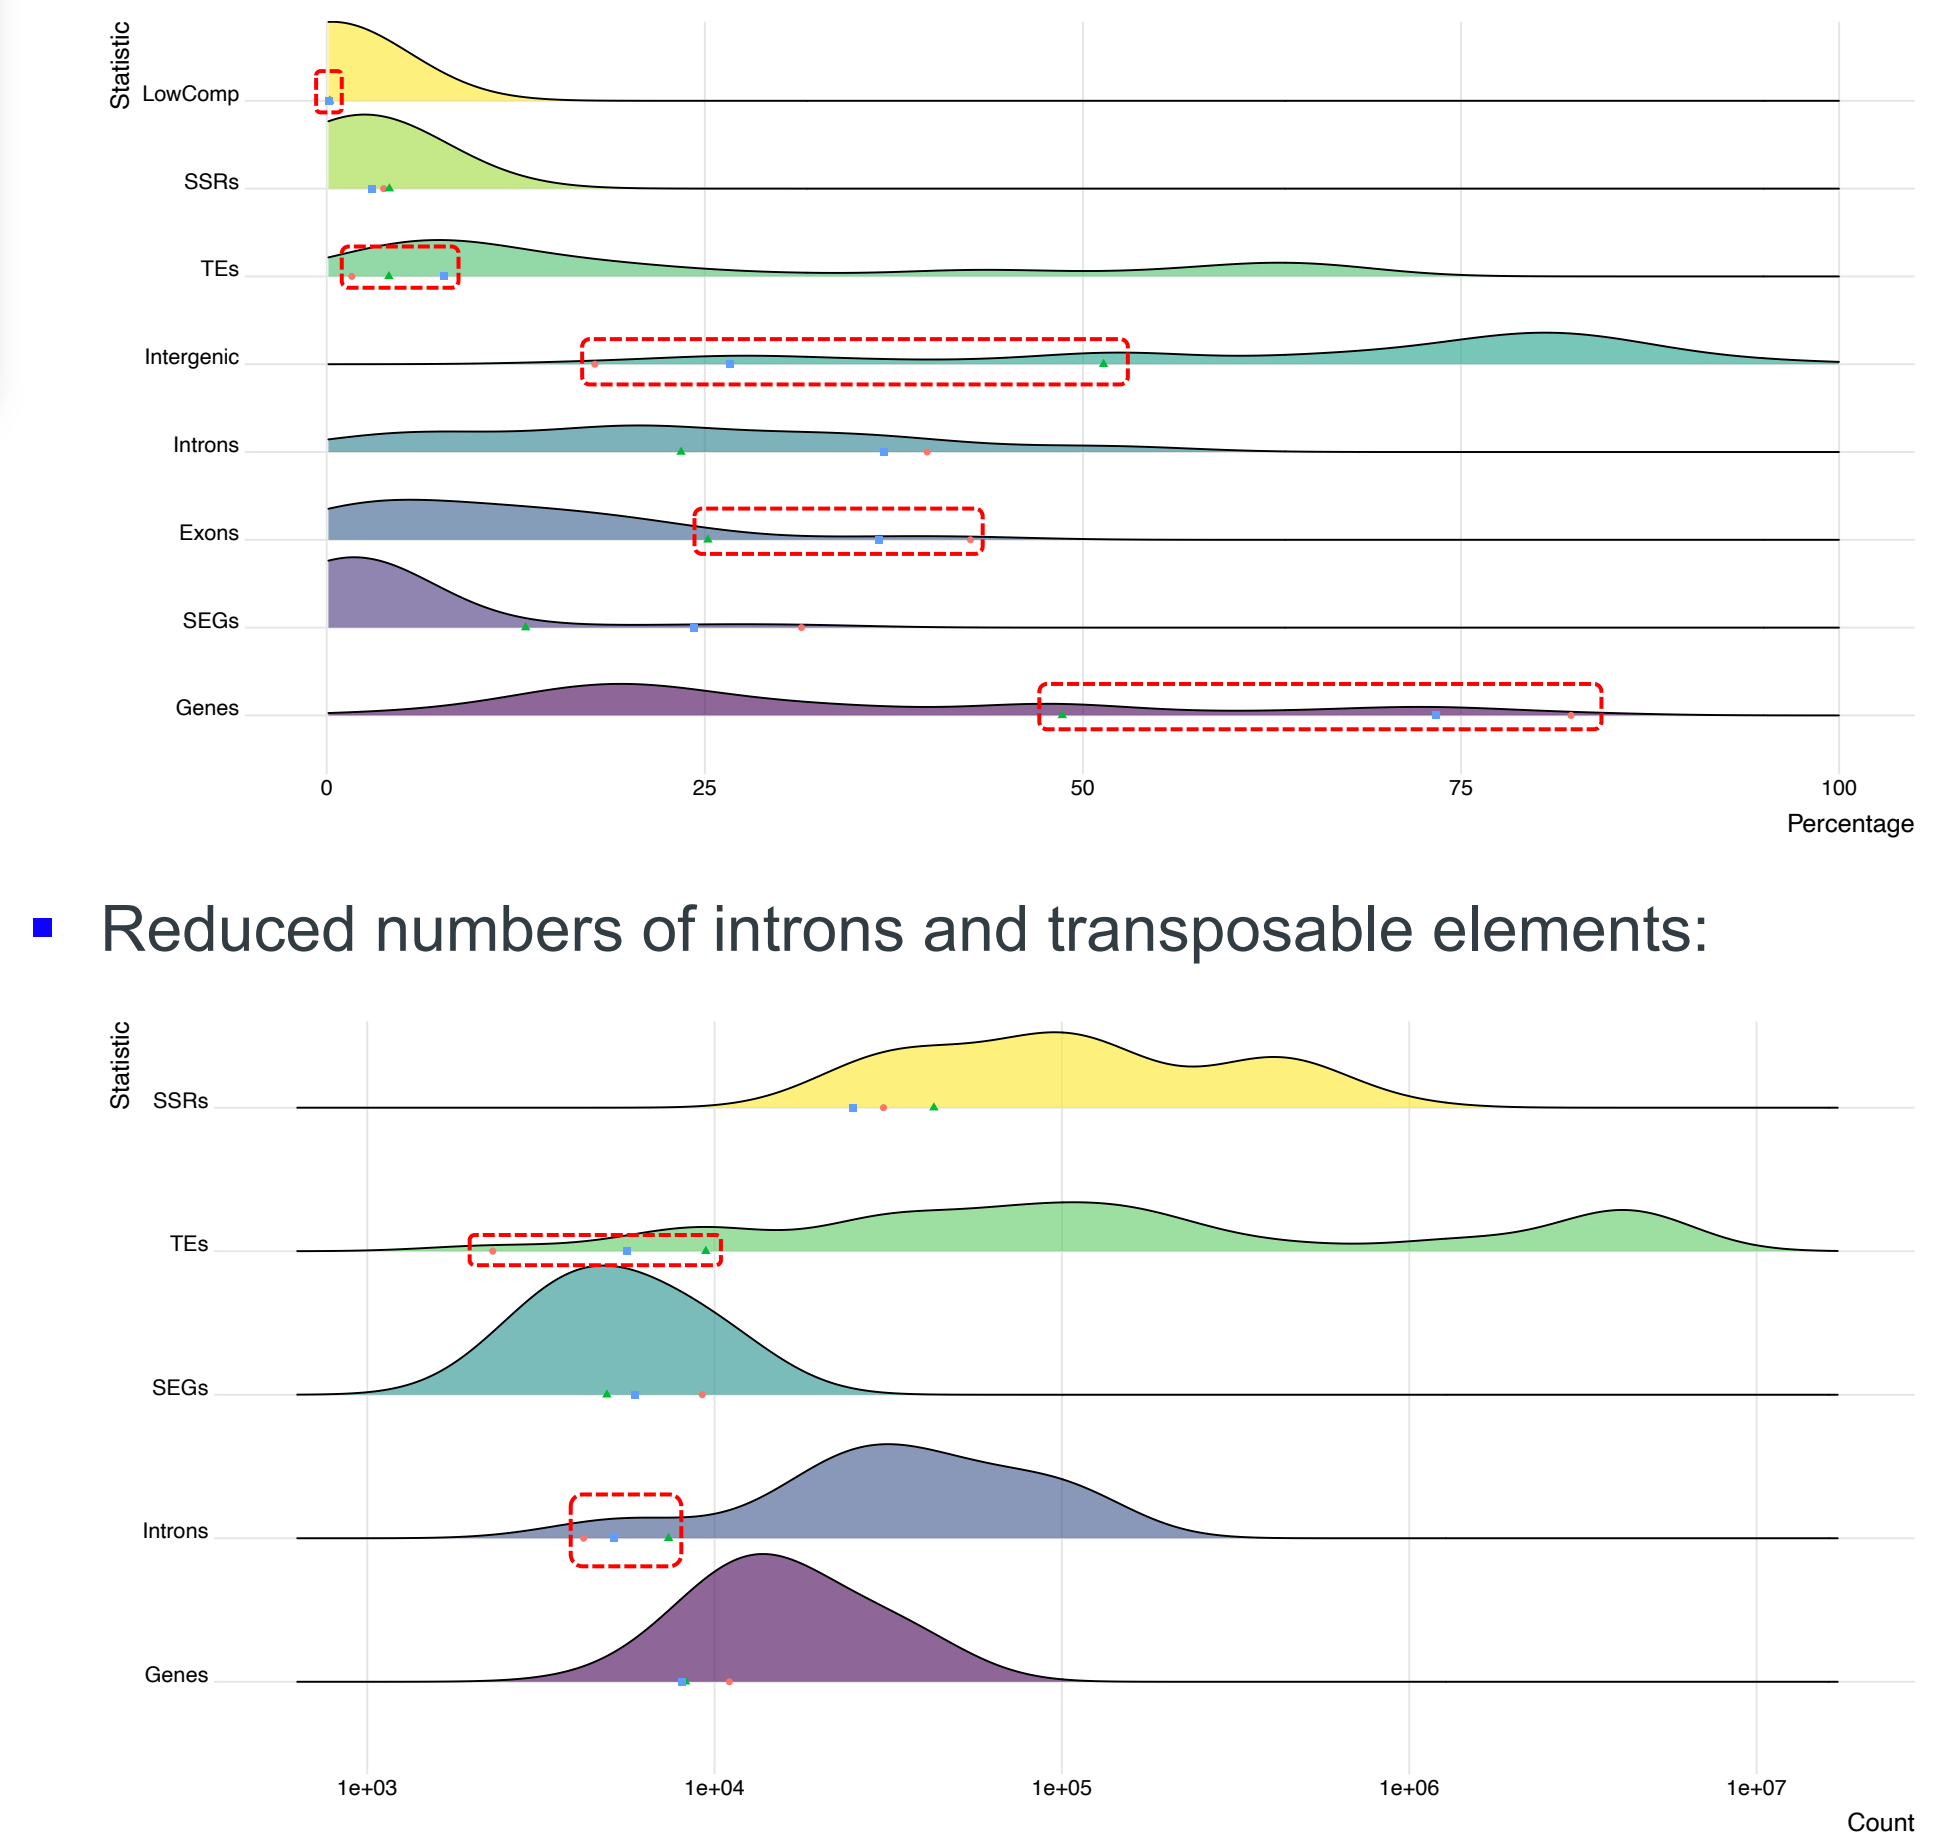 Statistic
LowComp
SSRs
TEs
Intergenic
Introns
Exons
SEGs
Genes
0 25 50 75 100
Percentage
Reduced numbers of introns and transposable elements:
Statistic
SSRs
TEs
SEGs
Introns
Genes
1e+03 1e+04 1e+05 1e+06 1e+07
Count